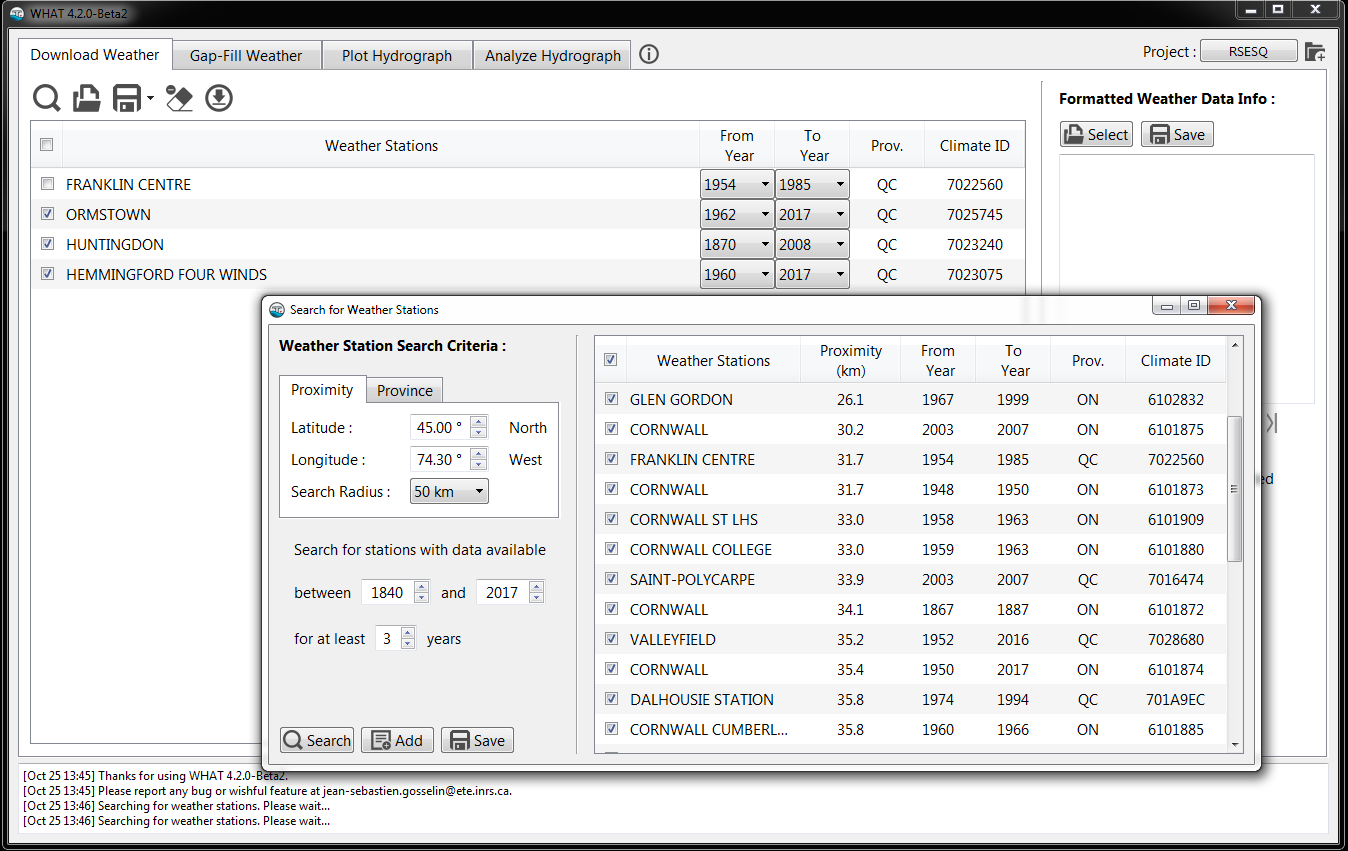 WHAT 4.2.0-Beta2
Download Weather Gap-Fill Weather Plot Hydrograph Analyze Hydrograph
Project : RSESQ
Weather Stations From Year To Year Prov. Climate ID
FRANKLIN CENTRE 1954 1985 QC 7022560
ORMSTOWN 1962 2017 QC 7025745
HUNTINGDON 1870 2008 QC 7023240
HEMMINGFORD FOUR WINDS 1960 2017 QC 7023075
Formatted Weather Data Info :
Select Save
ed
Search for Weather Stations
Weather Station Search Criteria :
Proximity Province
Latitude : 45.00 ° North
Longitude : 74.30 ° West
Search Radius : 50 km
Search for stations with data available
between 1840 and 2017
for at least 3 years
Search Add Save
Weather Stations Proximity (km) From Year To Year Prov. Climate ID
GLEN GORDON 26.1 1967 1999 ON 6102832
CORNWALL 30.2 2003 2007 ON 6101875
FRANKLIN CENTRE 31.7 1954 1985 QC 7022560
CORNWALL 31.7 1948 1950 ON 6101873
CORNWALL ST LHS 33.0 1958 1963 ON 6101909
CORNWALL COLLEGE 33.0 1959 1963 ON 6101880
SAINT-POLYCARPE 33.9 2003 2007 QC 7016474
CORNWALL 34.1 1867 1887 ON 6101872
VALLEYFIELD 35.2 1952 2016 QC 7028680
CORNWALL 35.4 1950 2017 ON 6101874
DALHOUSIE STATION 35.8 1974 1994 QC 701A9EC
CORNWALL CUMBERL... 35.8 1960 1966 ON 6101885
[Oct 25 13:45] Thanks for using WHAT 4.2.0-Beta2.
[Oct 25 13:45] Please report any bug or wishful feature at jean-sebastien.gosselin@ete.inrs.ca.
[Oct 25 13:46] Searching for weather stations. Please wait...
[Oct 25 13:46] Searching for weather stations. Please wait...